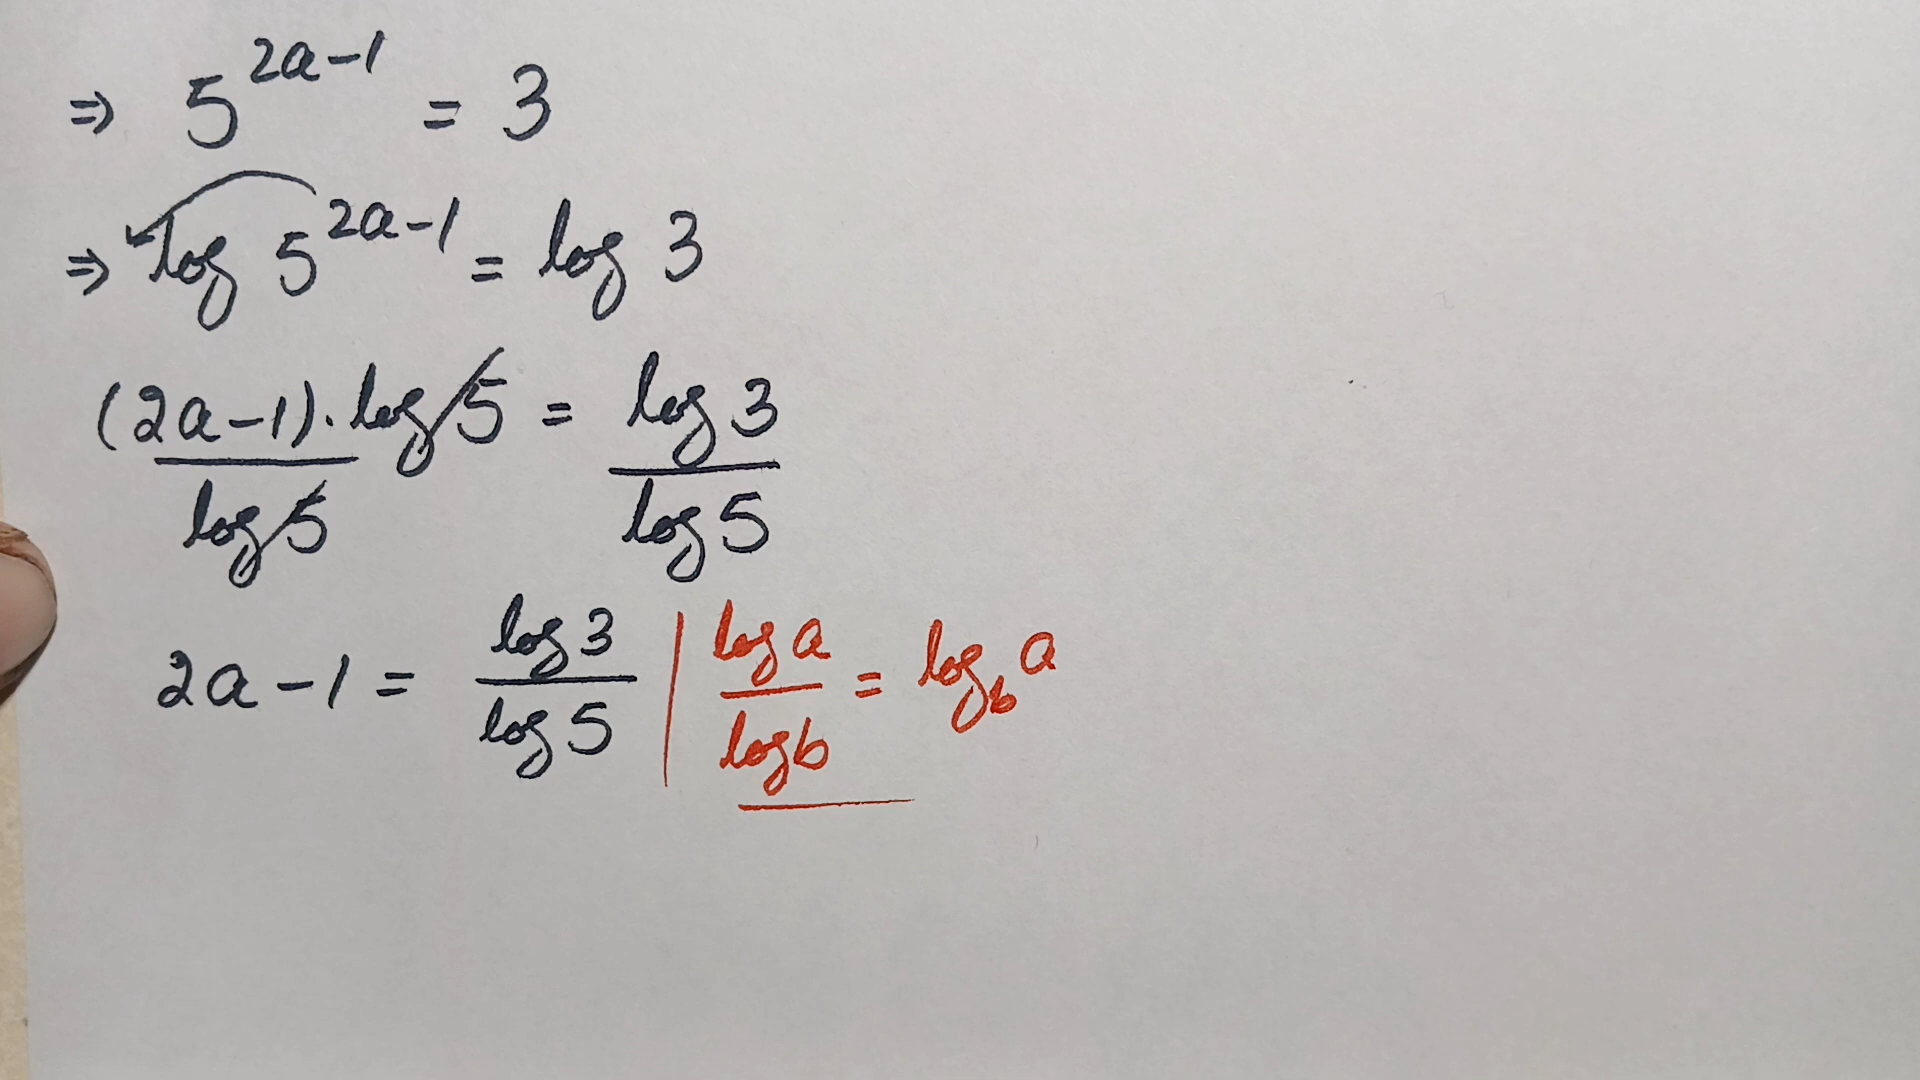 ⇒ 5^{2a-1} = 3
⇒ log 5^{2a-1} = log 3
(2a-1)·log 5 / log 5 = log 3 / log 5
2a-1 = log 3 / log 5 | log a / log b = log_b a